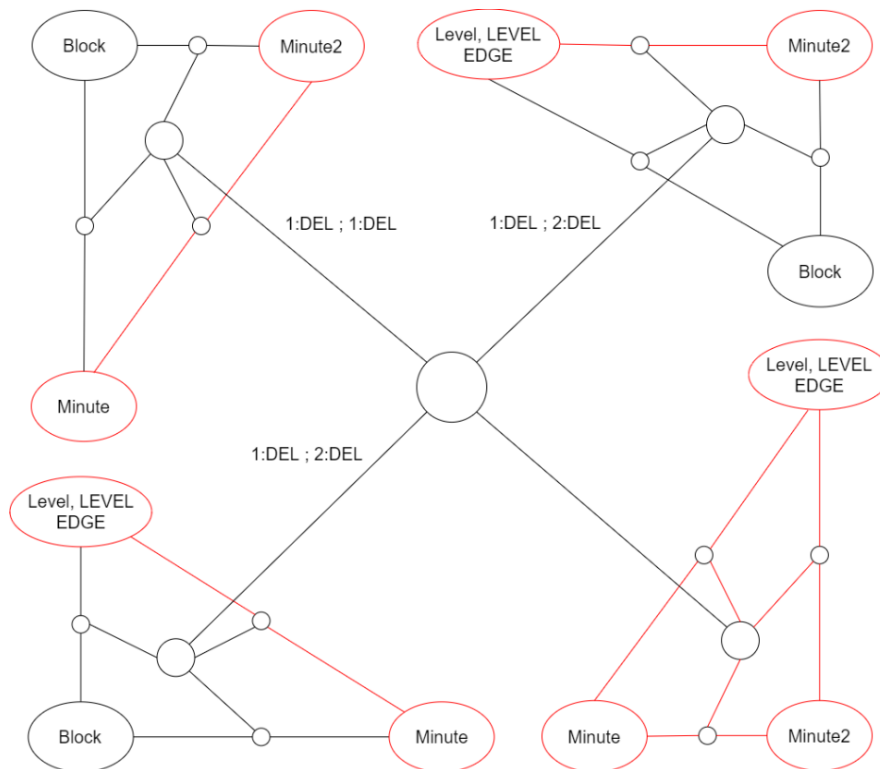 Block
Minute2
Level, LEVEL
EDGE
Minute2
1:DEL ; 1:DEL
1:DEL ; 2:DEL
Block
Minute
Level, LEVEL
EDGE
1:DEL ; 2:DEL
Level, LEVEL
EDGE
Block
Minute
Minute
Minute2